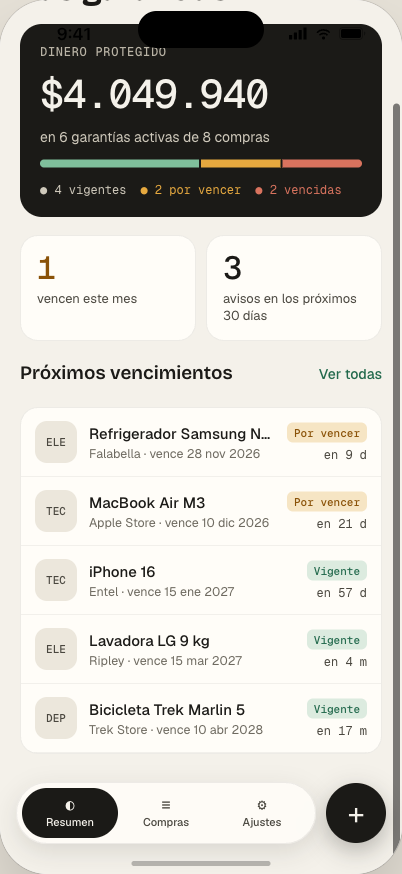 9:41
DINERO PROTEGIDO
$4.049.940
en 6 garantías activas de 8 compras
4 vigentes 2 por vencer 2 vencidas
1
vencen este mes
3
avisos en los próximos
30 días
Próximos vencimientos Ver todas
ELE Refrigerador Samsung N... Por vencer
Falabella · vence 28 nov 2026 en 9 d
TEC MacBook Air M3 Por vencer
Apple Store · vence 10 dic 2026 en 21 d
TEC iPhone 16 Vigente
Entel · vence 15 ene 2027 en 57 d
ELE Lavadora LG 9 kg Vigente
Ripley · vence 15 mar 2027 en 4 m
DEP Bicicleta Trek Marlin 5 Vigente
Trek Store · vence 10 abr 2028 en 17 m
Resumen Compras Ajustes +